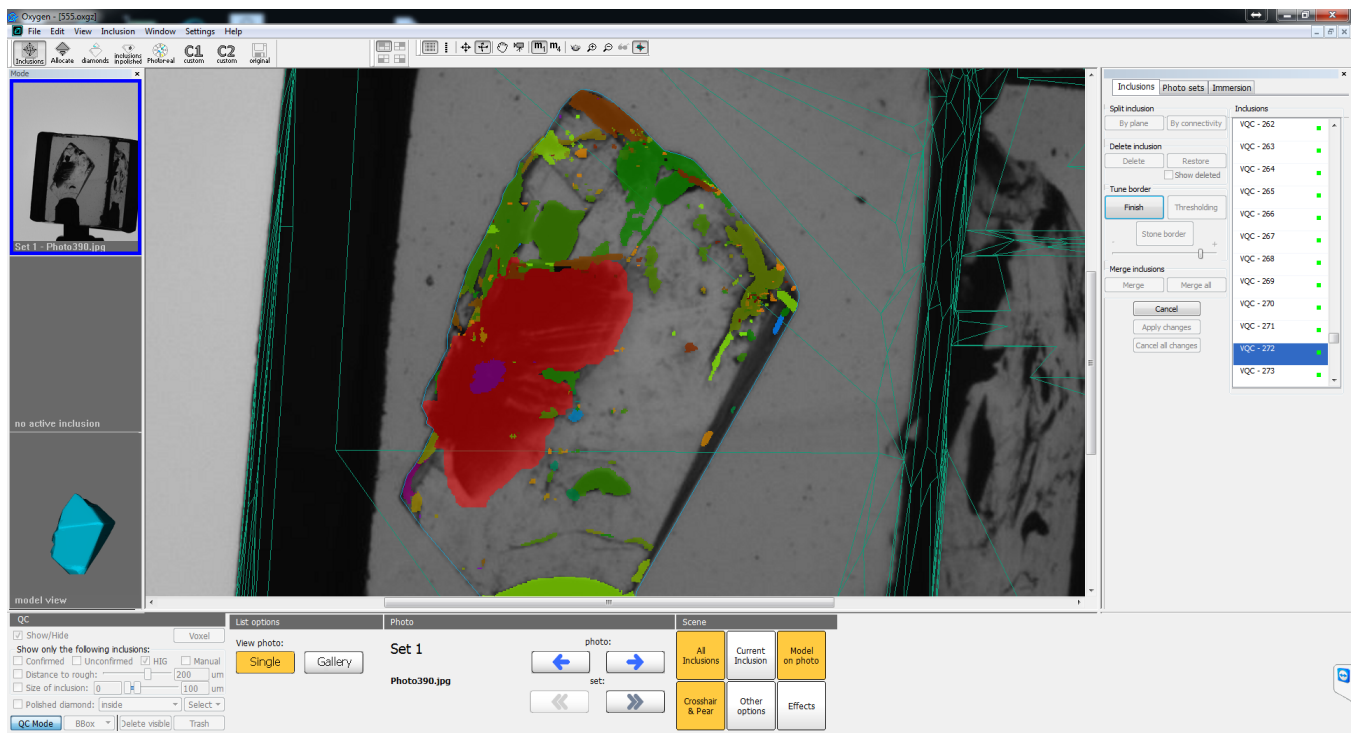 Oxygen - [555.oxgz]
File Edit View Inclusion Window Settings Help
Inclusions Allocate diamonds inclusions inpolished Photoreal C1 custom C2 custom original
m1 m4
Mode
Set 1 - Photo390.jpg
no active inclusion
model view
Inclusions Photo sets Immersion
Split inclusion
By plane By connectivity
Delete inclusion
Delete Restore
Show deleted
Tune border
Finish Thresholding
Stone border
- +
Merge inclusions
Merge Merge all
Cancel
Apply changes
Cancel all changes
Inclusions
VQC - 262
VQC - 263
VQC - 264
VQC - 265
VQC - 266
VQC - 267
VQC - 268
VQC - 269
VQC - 270
VQC - 271
VQC - 272
VQC - 273
QC
Show/Hide Voxel
Show only the following inclusions:
Confirmed Unconfirmed HIG Manual
Distance to rough: 200 um
Size of inclusion: 0 100 um
Polished diamond: inside Select
QC Mode BBox Delete visible Trash
List options
View photo:
Single Gallery
Photo
Set 1
Photo390.jpg
photo:
set:
Scene
All Inclusions
Current Inclusion
Model on photo
Crosshair & Pear
Other options
Effects